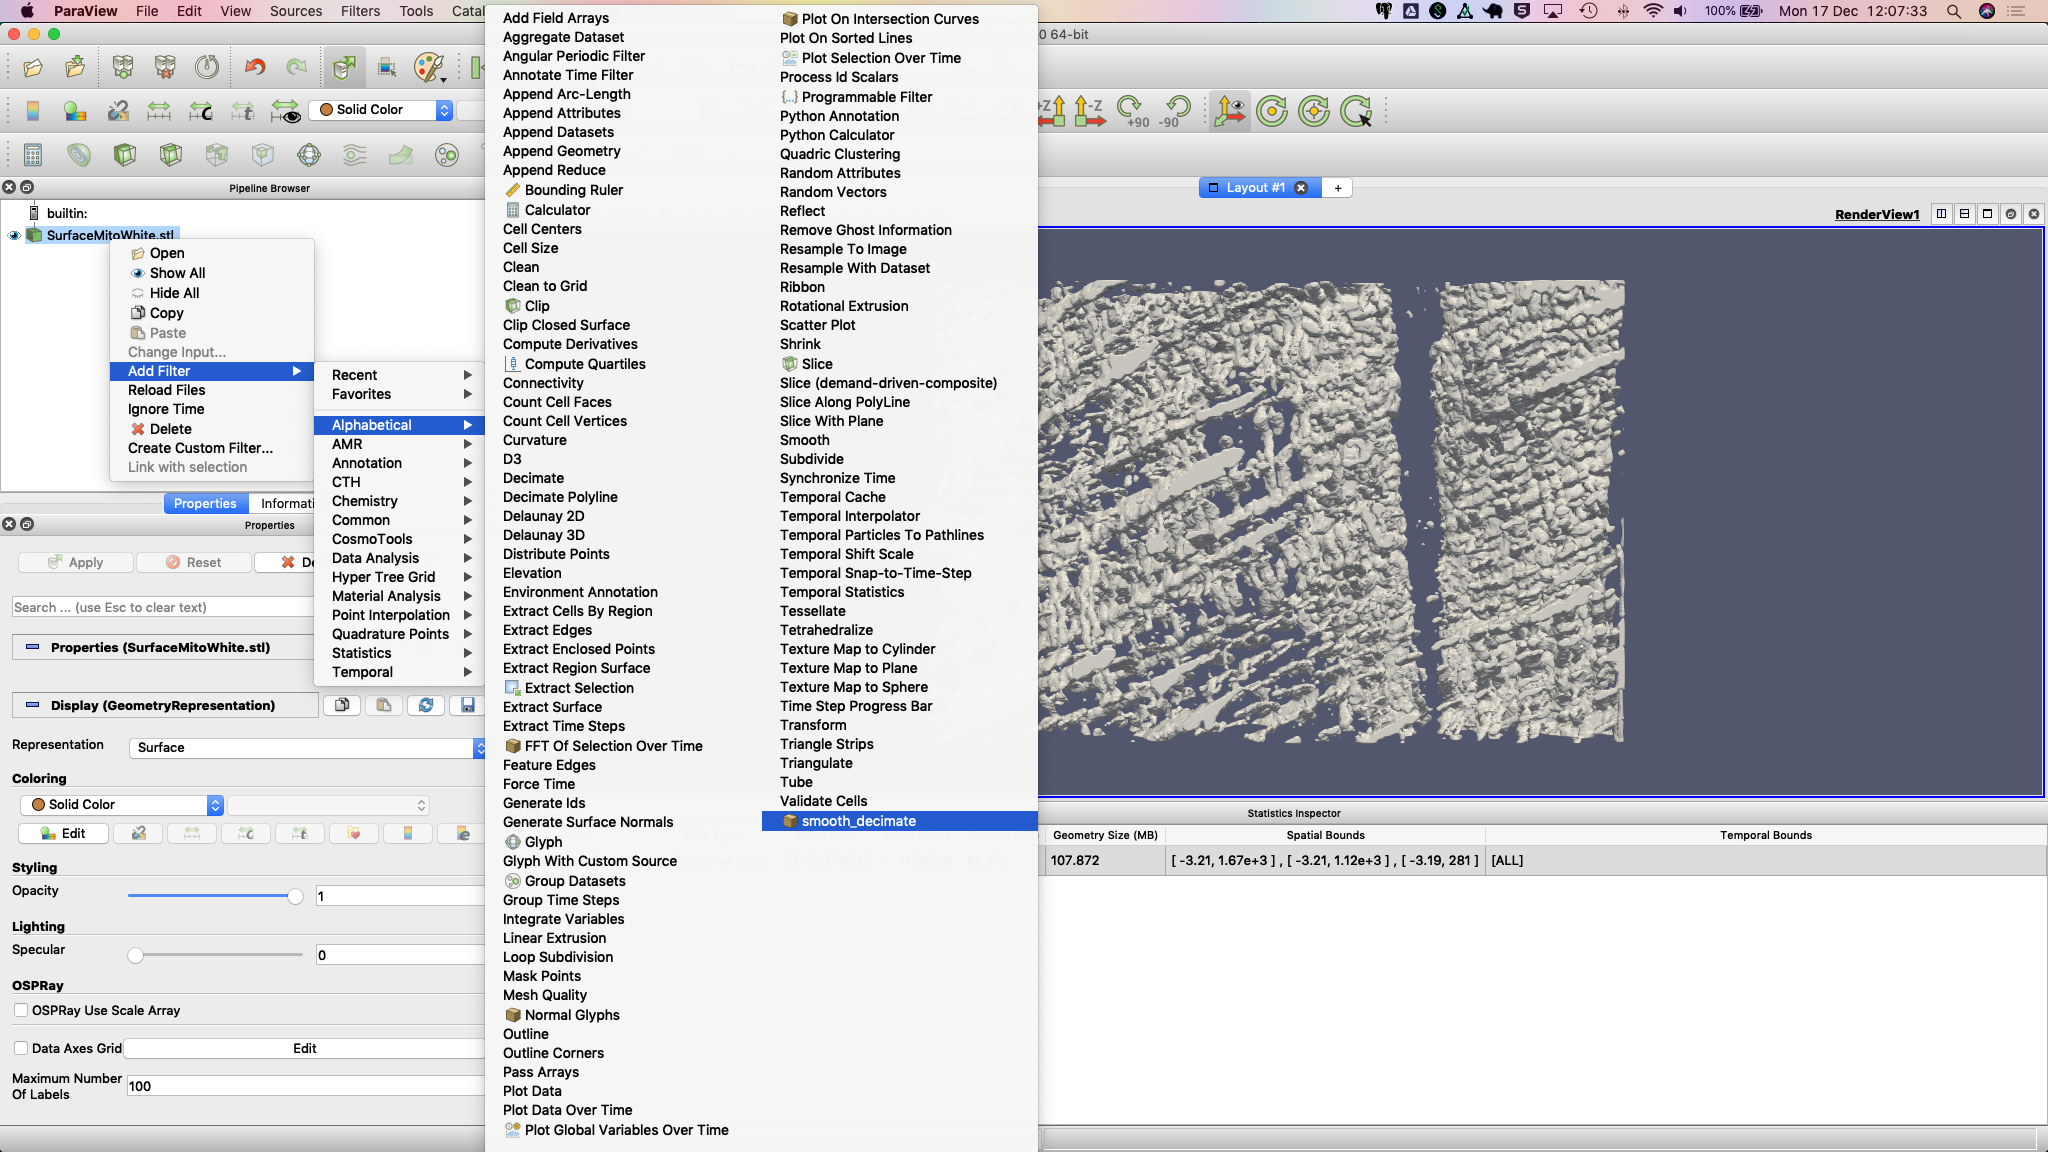 ParaView File Edit View Sources Filters Tools
100% Mon 17 Dec 12:07:33
0 64-bit
Solid Color
+Z
-Z
+90
-90
Pipeline Browser
builtin:
SurfaceMitoWhite.stl
Open
Show All
Hide All
Copy
Paste
Change Input...
Add Filter
Reload Files
Ignore Time
Delete
Create Custom Filter...
Link with selection
Recent
Favorites
Alphabetical
AMR
Annotation
CTH
Chemistry
Common
CosmoTools
Data Analysis
Hyper Tree Grid
Material Analysis
Point Interpolation
Quadrature Points
Statistics
Temporal
Add Field Arrays
Aggregate Dataset
Angular Periodic Filter
Annotate Time Filter
Append Arc-Length
Append Attributes
Append Datasets
Append Geometry
Append Reduce
Bounding Ruler
Calculator
Cell Centers
Cell Size
Clean
Clean to Grid
Clip
Clip Closed Surface
Compute Derivatives
Compute Quartiles
Connectivity
Count Cell Faces
Count Cell Vertices
Curvature
D3
Decimate
Decimate Polyline
Delaunay 2D
Delaunay 3D
Distribute Points
Elevation
Environment Annotation
Extract Cells By Region
Extract Edges
Extract Enclosed Points
Extract Region Surface
Extract Selection
Extract Surface
Extract Time Steps
FFT Of Selection Over Time
Feature Edges
Force Time
Generate Ids
Generate Surface Normals
Glyph
Glyph With Custom Source
Group Datasets
Group Time Steps
Integrate Variables
Linear Extrusion
Loop Subdivision
Mask Points
Mesh Quality
Normal Glyphs
Outline
Outline Corners
Pass Arrays
Plot Data
Plot Data Over Time
Plot Global Variables Over Time
Plot On Intersection Curves
Plot On Sorted Lines
Plot Selection Over Time
Process Id Scalars
Programmable Filter
Python Annotation
Python Calculator
Quadric Clustering
Random Attributes
Random Vectors
Reflect
Remove Ghost Information
Resample To Image
Resample With Dataset
Ribbon
Rotational Extrusion
Scatter Plot
Shrink
Slice
Slice (demand-driven-composite)
Slice Along PolyLine
Slice With Plane
Smooth
Subdivide
Synchronize Time
Temporal Cache
Temporal Interpolator
Temporal Particles To Pathlines
Temporal Shift Scale
Temporal Snap-to-Time-Step
Temporal Statistics
Tessellate
Tetrahedralize
Texture Map to Cylinder
Texture Map to Plane
Texture Map to Sphere
Time Step Progress Bar
Transform
Triangle Strips
Triangulate
Tube
Validate Cells
smooth_decimate
Properties Informati
Properties
Apply Reset De
Search ... (use Esc to clear text)
Properties (SurfaceMitoWhite.stl)
Display (GeometryRepresentation)
Representation Surface
Coloring
Solid Color
Edit
Styling
Opacity 1
Lighting
Specular 0
OSPRay
OSPRay Use Scale Array
Data Axes Grid Edit
Maximum Number
Of Labels
100
Layout #1 +
RenderView1
Statistics Inspector
Geometry Size (MB) Spatial Bounds Temporal Bounds
107.872 [ -3.21, 1.67e+3 ] , [ -3.21, 1.12e+3 ] , [ -3.19, 281 ] [ALL]